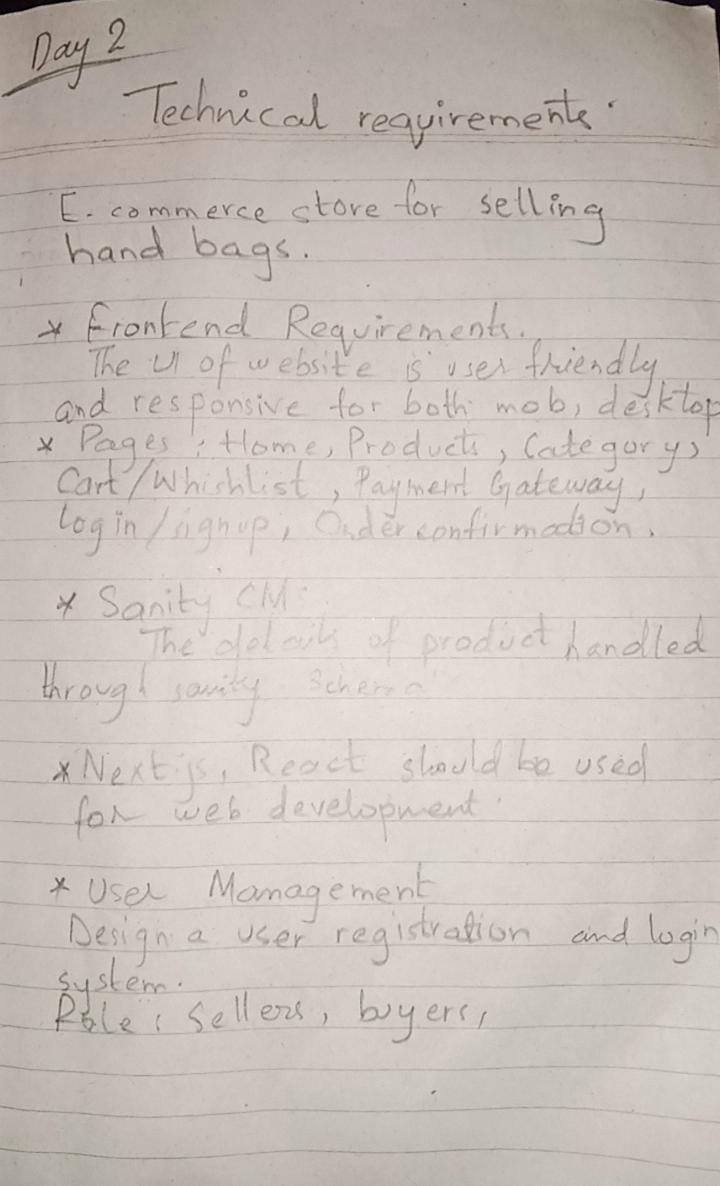 Day 2
Technical requirements.
E-commerce store for selling
hand bags.
* Frontend Requirements.
The UI of website is user friendly
and responsive for both mob, desktop
* Pages : Home, Products, Category,
Cart/Whishlist, Payment Gateway,
login/signup, Order confirmation.
* Sanity CM:
The details of product handled
through sanity schema
* Next js, React should be used
for web development.
* User Management
Design a user registration and login
system.
Role : Sellers, buyers,